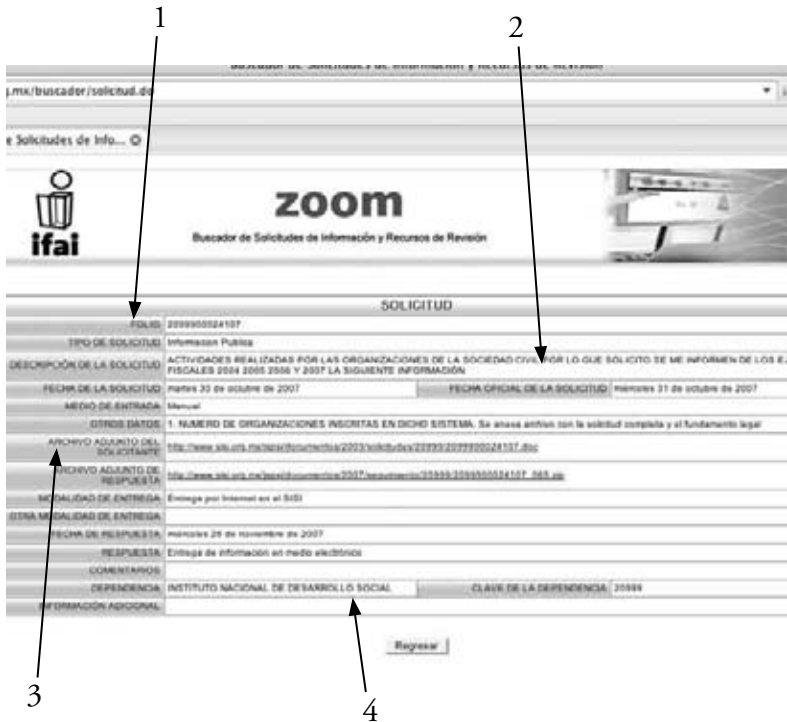 1
2
Buscador de Solicitudes de Información y Recursos de Revisión
.mx/buscador/solicitud.do
e Solicitudes de Info...
ifai
zoom
Buscador de Solicitudes de Información y Recursos de Revisión
SOLICITUD
FOLIO 2099900024107
TIPO DE SOLICITUD Información Publica
DESCRIPCIÓN DE LA SOLICITUD ACTIVIDADES REALIZADAS POR LAS ORGANIZACIONES DE LA SOCIEDAD CIVIL POR LO QUE SOLICITO SE ME INFORMEN DE LOS EJ
FISCALES 2004 2005 2006 Y 2007 LA SIGUIENTE INFORMACIÓN
FECHA DE LA SOLICITUD martes 30 de octubre de 2007 FECHA OFICIAL DE LA SOLICITUD miércoles 31 de octubre de 2007
MEDIO DE ENTRADA Manual
OTROS DATOS 1. NUMERO DE ORGANIZACIONES INSCRITAS EN DICHO SISTEMA. Se anexa archivo con la solicitud completa y el fundamento legal
ARCHIVO ADJUNTO DEL
SOLICITANTE
ARCHIVO ADJUNTO DE
RESPUESTA
MODALIDAD DE ENTREGA Entrega por Internet en el SISI
OTRA MODALIDAD DE ENTREGA
FECHA DE RESPUESTA miércoles 28 de noviembre de 2007
RESPUESTA Entrega de información en medio electrónico
COMENTARIOS
DEPENDENCIA INSTITUTO NACIONAL DE DESARROLLO SOCIAL CLAVE DE LA DEPENDENCIA 20999
INFORMACIÓN ADICIONAL
Regresar
3
4